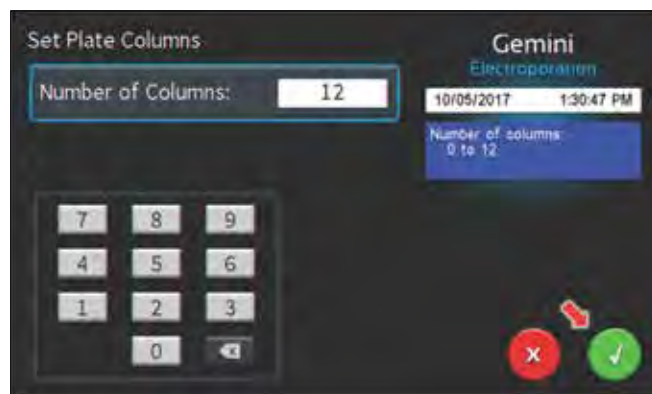 Set Plate Columns
Number of Columns: 12
Gemini
Electroporation
10/05/2017 1:30:47 PM
Number of columns:
0 to 12
7 8 9
4 5 6
1 2 3
0